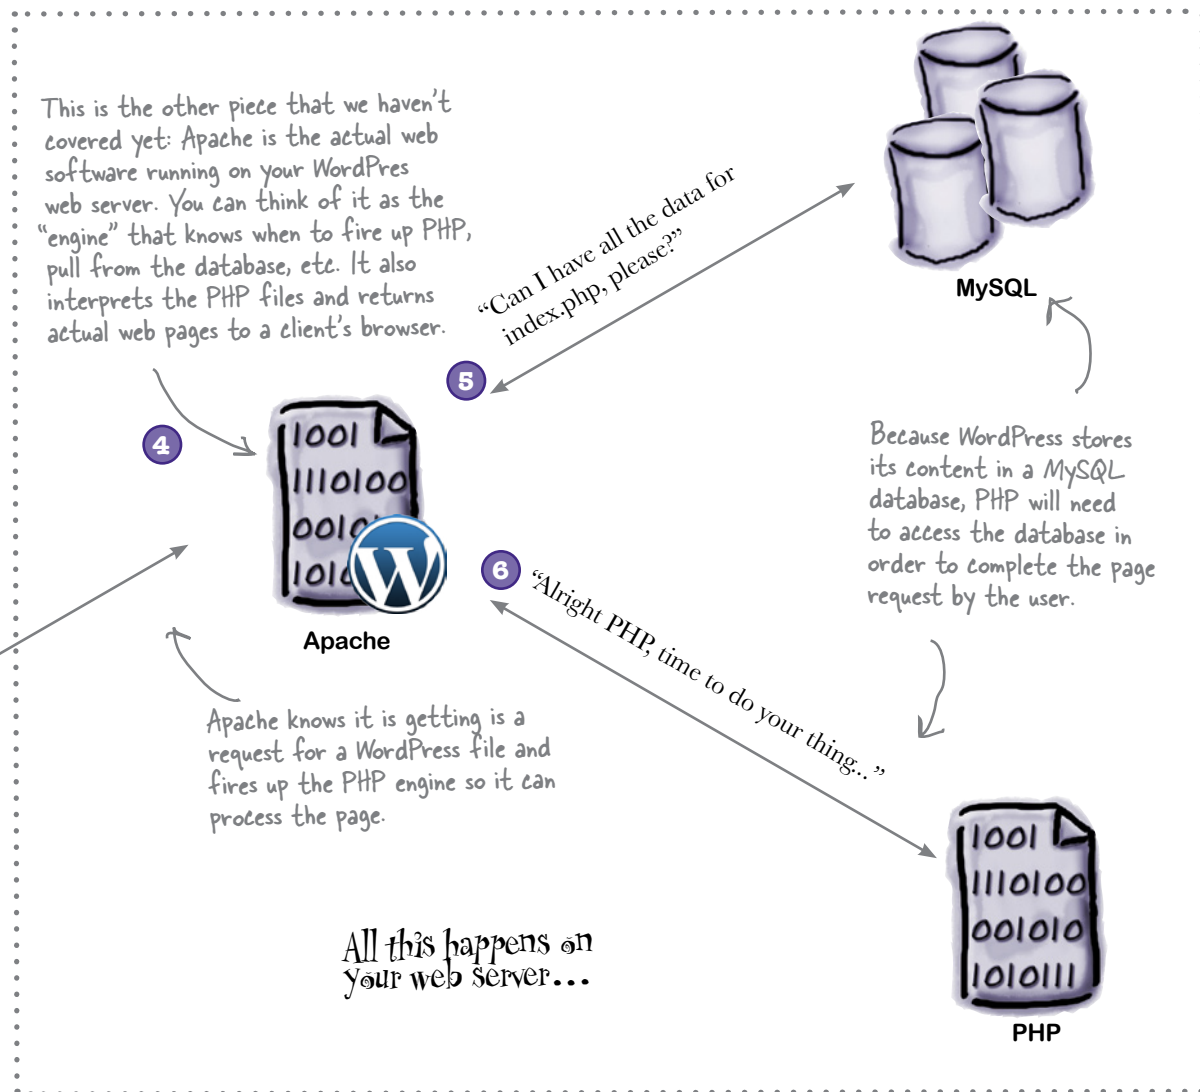 This is the other piece that we haven't
covered yet: Apache is the actual web
software running on your WordPres
web server. You can think of it as the
“engine” that knows when to fire up PHP,
pull from the database, etc. It also
interprets the PHP files and returns
actual web pages to a client's browser.
“Can I have all the data for
index.php, please?”
MySQL
5
4
1001
1110100
0010
1010
W
Apache
Because WordPress stores
its content in a MySQL
database, PHP will need
to access the database in
order to complete the page
request by the user.
6
“Alright PHP, time to do your thing... ”
Apache knows it is getting is a
request for a WordPress file and
fires up the PHP engine so it can
process the page.
1001
1110100
001010
1010111
PHP
All this happens on
your web server...